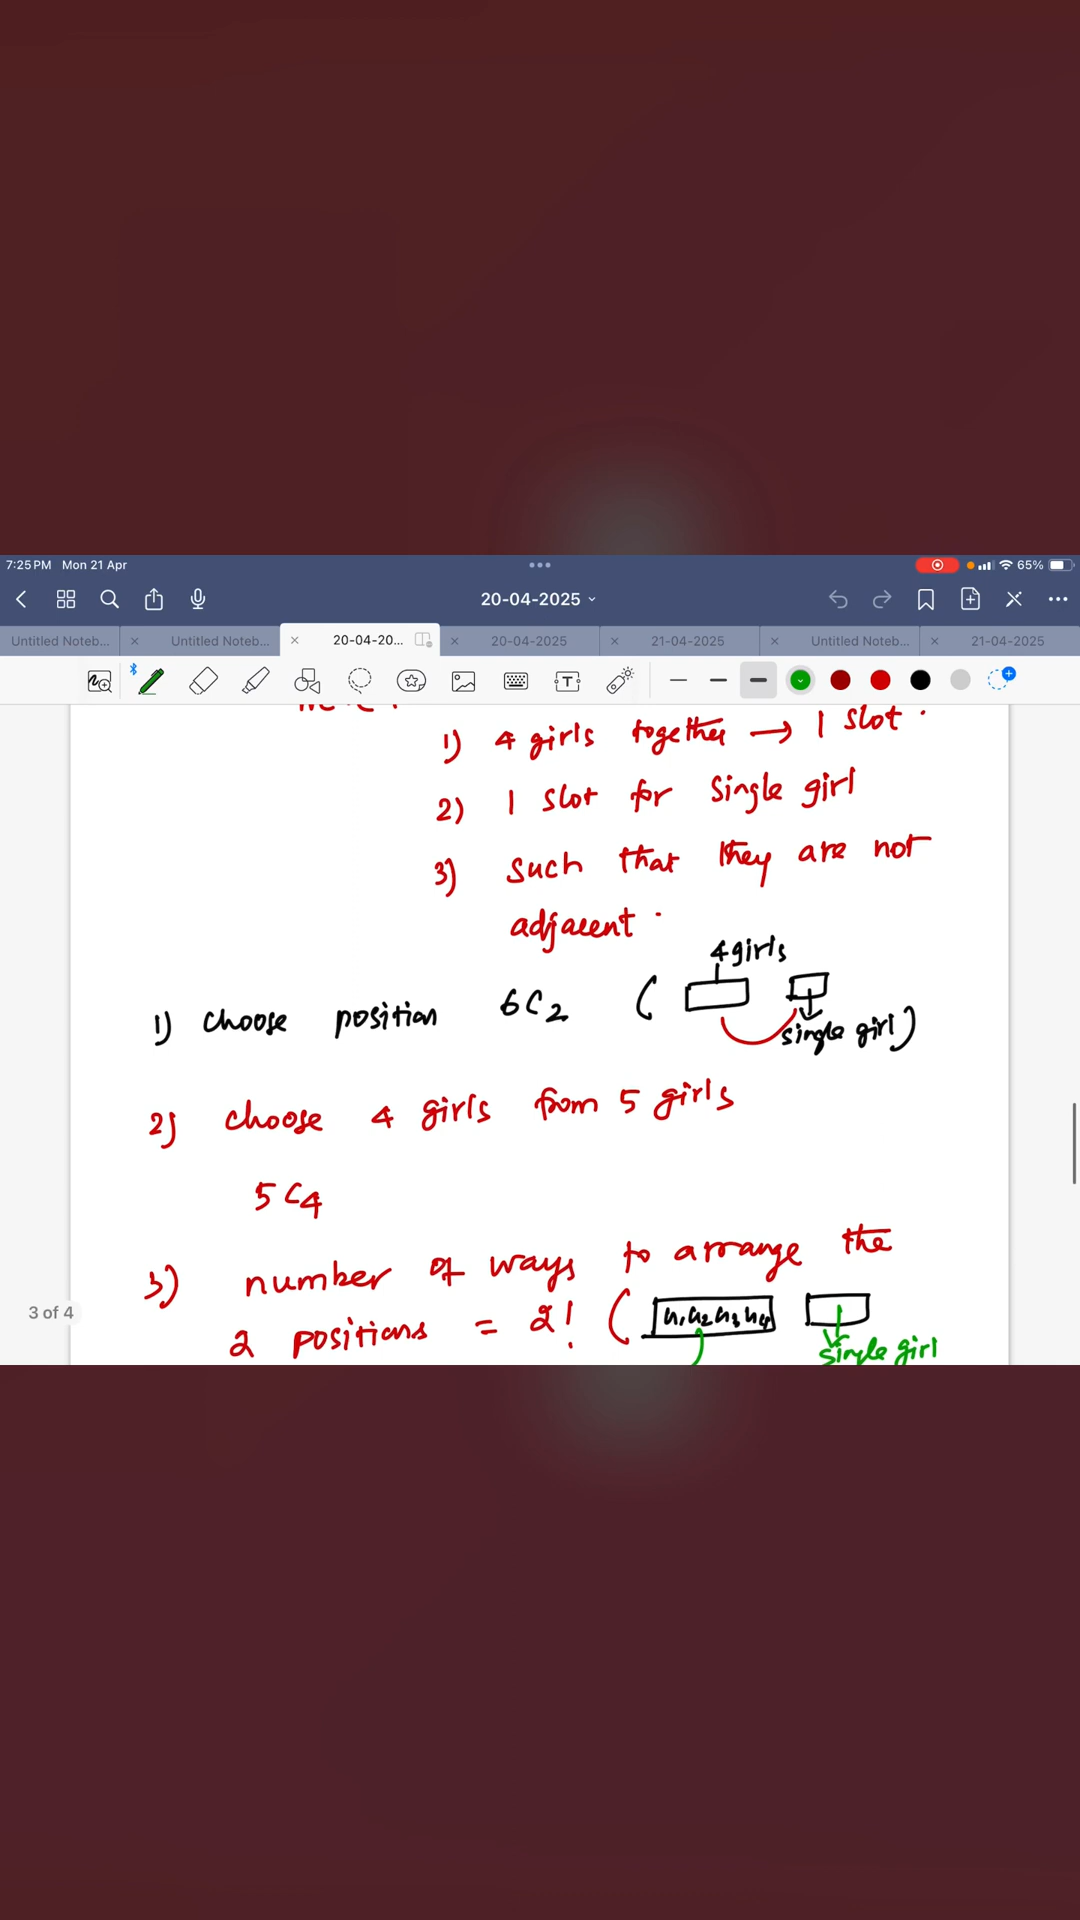 7:25 PM Mon 21 Apr
65%
20-04-2025
Untitled Noteb...
Untitled Noteb...
20-04-20...
20-04-2025
21-04-2025
Untitled Noteb...
21-04-2025
1) 4 girls together → 1 slot.
2) 1 slot for single girl
3) such that they are not
adjacent.
4 girls
1) choose position 6C2 (
single girl)
2) choose 4 girls from 5 girls
5C4
3) number of ways to arrange the
2 positions = 2! (
single girl
3 of 4